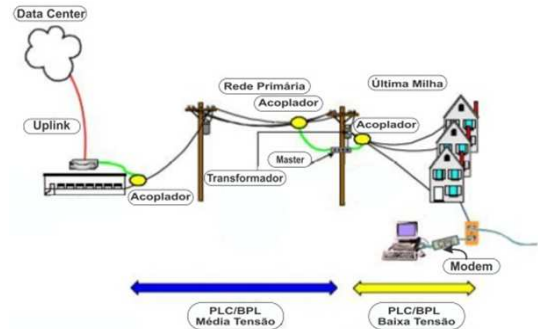 Data Center
Uplink
Rede Primária
Última Milha
Acoplador
Acoplador
Master
Transformador
Acoplador
Modem
PLC/BPL
Média Tensão
PLC/BPL
Baixa Tensão